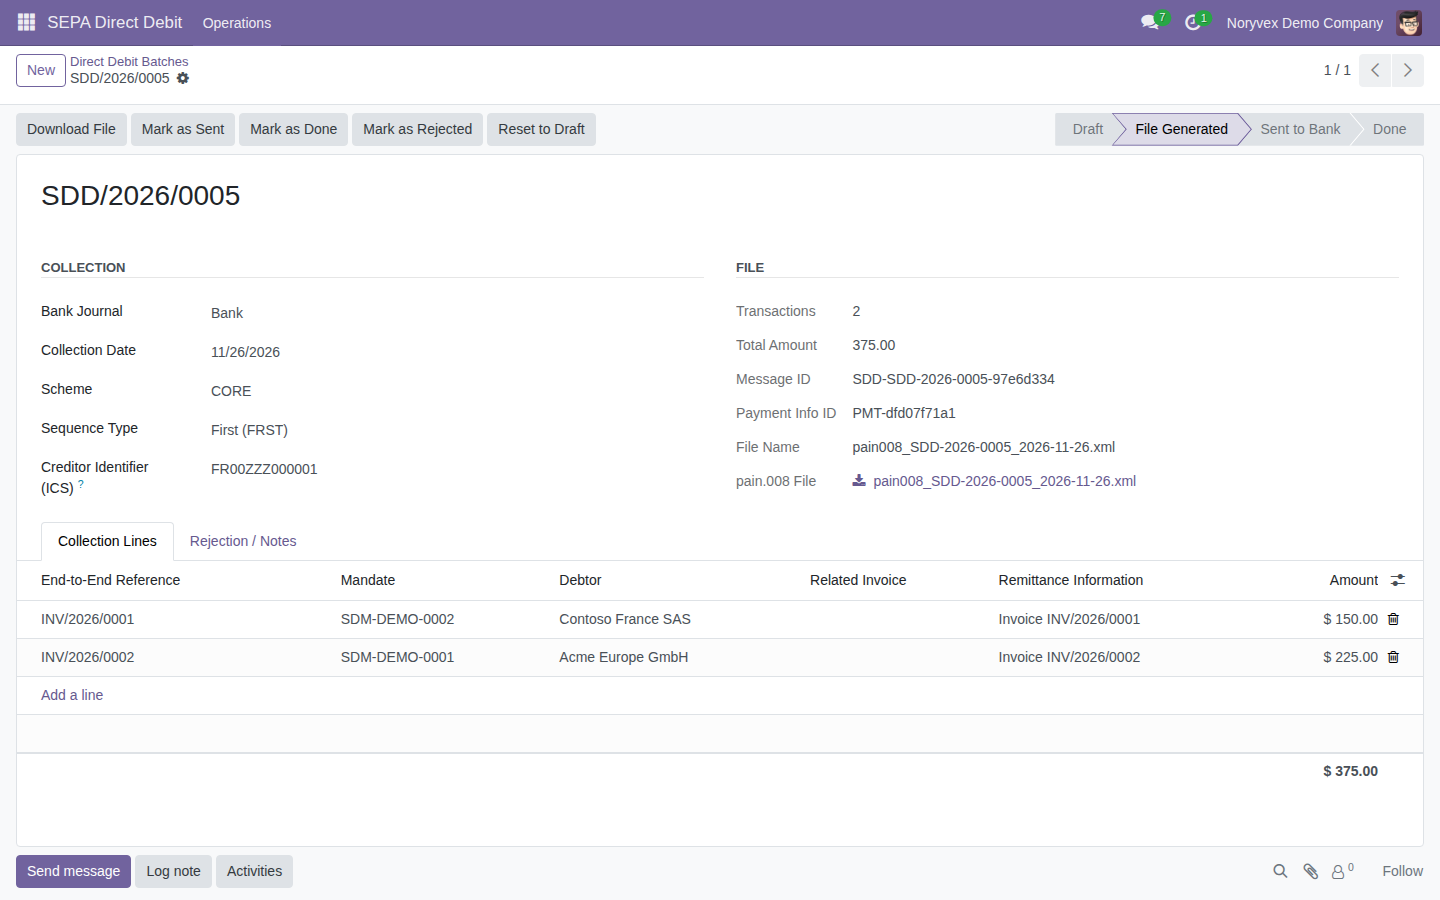 SEPA Direct Debit Operations 7 1 Noryvex Demo Company
New Direct Debit Batches
SDD/2026/0005
1 / 1
Download File Mark as Sent Mark as Done Mark as Rejected Reset to Draft Draft File Generated Sent to Bank Done
SDD/2026/0005
COLLECTION
Bank Journal Bank
Collection Date 11/26/2026
Scheme CORE
Sequence Type First (FRST)
Creditor Identifier (ICS) ? FR00ZZZ000001
FILE
Transactions 2
Total Amount 375.00
Message ID SDD-SDD-2026-0005-97e6d334
Payment Info ID PMT-dfd07f71a1
File Name pain008_SDD-2026-0005_2026-11-26.xml
pain.008 File pain008_SDD-2026-0005_2026-11-26.xml
Collection Lines Rejection / Notes
End-to-End Reference Mandate Debtor Related Invoice Remittance Information Amount
INV/2026/0001 SDM-DEMO-0002 Contoso France SAS Invoice INV/2026/0001 $ 150.00
INV/2026/0002 SDM-DEMO-0001 Acme Europe GmbH Invoice INV/2026/0002 $ 225.00
Add a line
$ 375.00
Send message Log note Activities 0 Follow